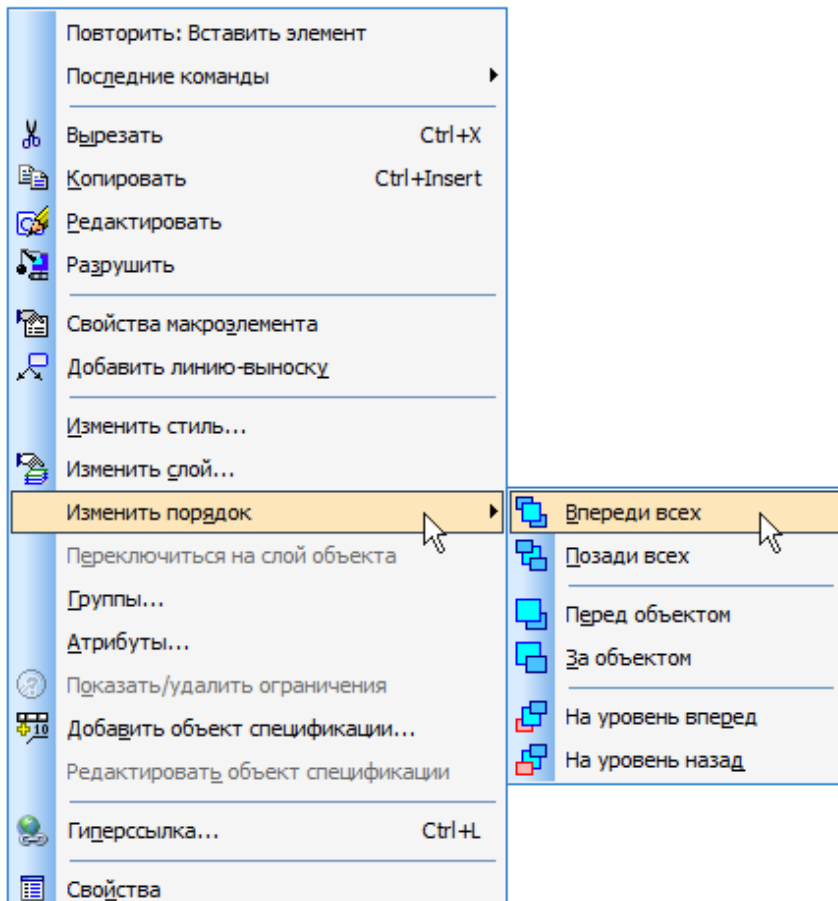 Повторить: Вставить элемент
Последние команды
Вырезать Ctrl+X
Копировать Ctrl+Insert
Редактировать
Разрушить
Свойства макроэлемента
Добавить линию-выноску
Изменить стиль...
Изменить слой...
Изменить порядок
Переключиться на слой объекта
Группы...
Атрибуты...
Показать/удалить ограничения
10 Добавить объект спецификации...
Редактировать объект спецификации
Гиперссылка... Ctrl+L
Свойства
Впереди всех
Позади всех
Перед объектом
За объектом
На уровень вперед
На уровень назад